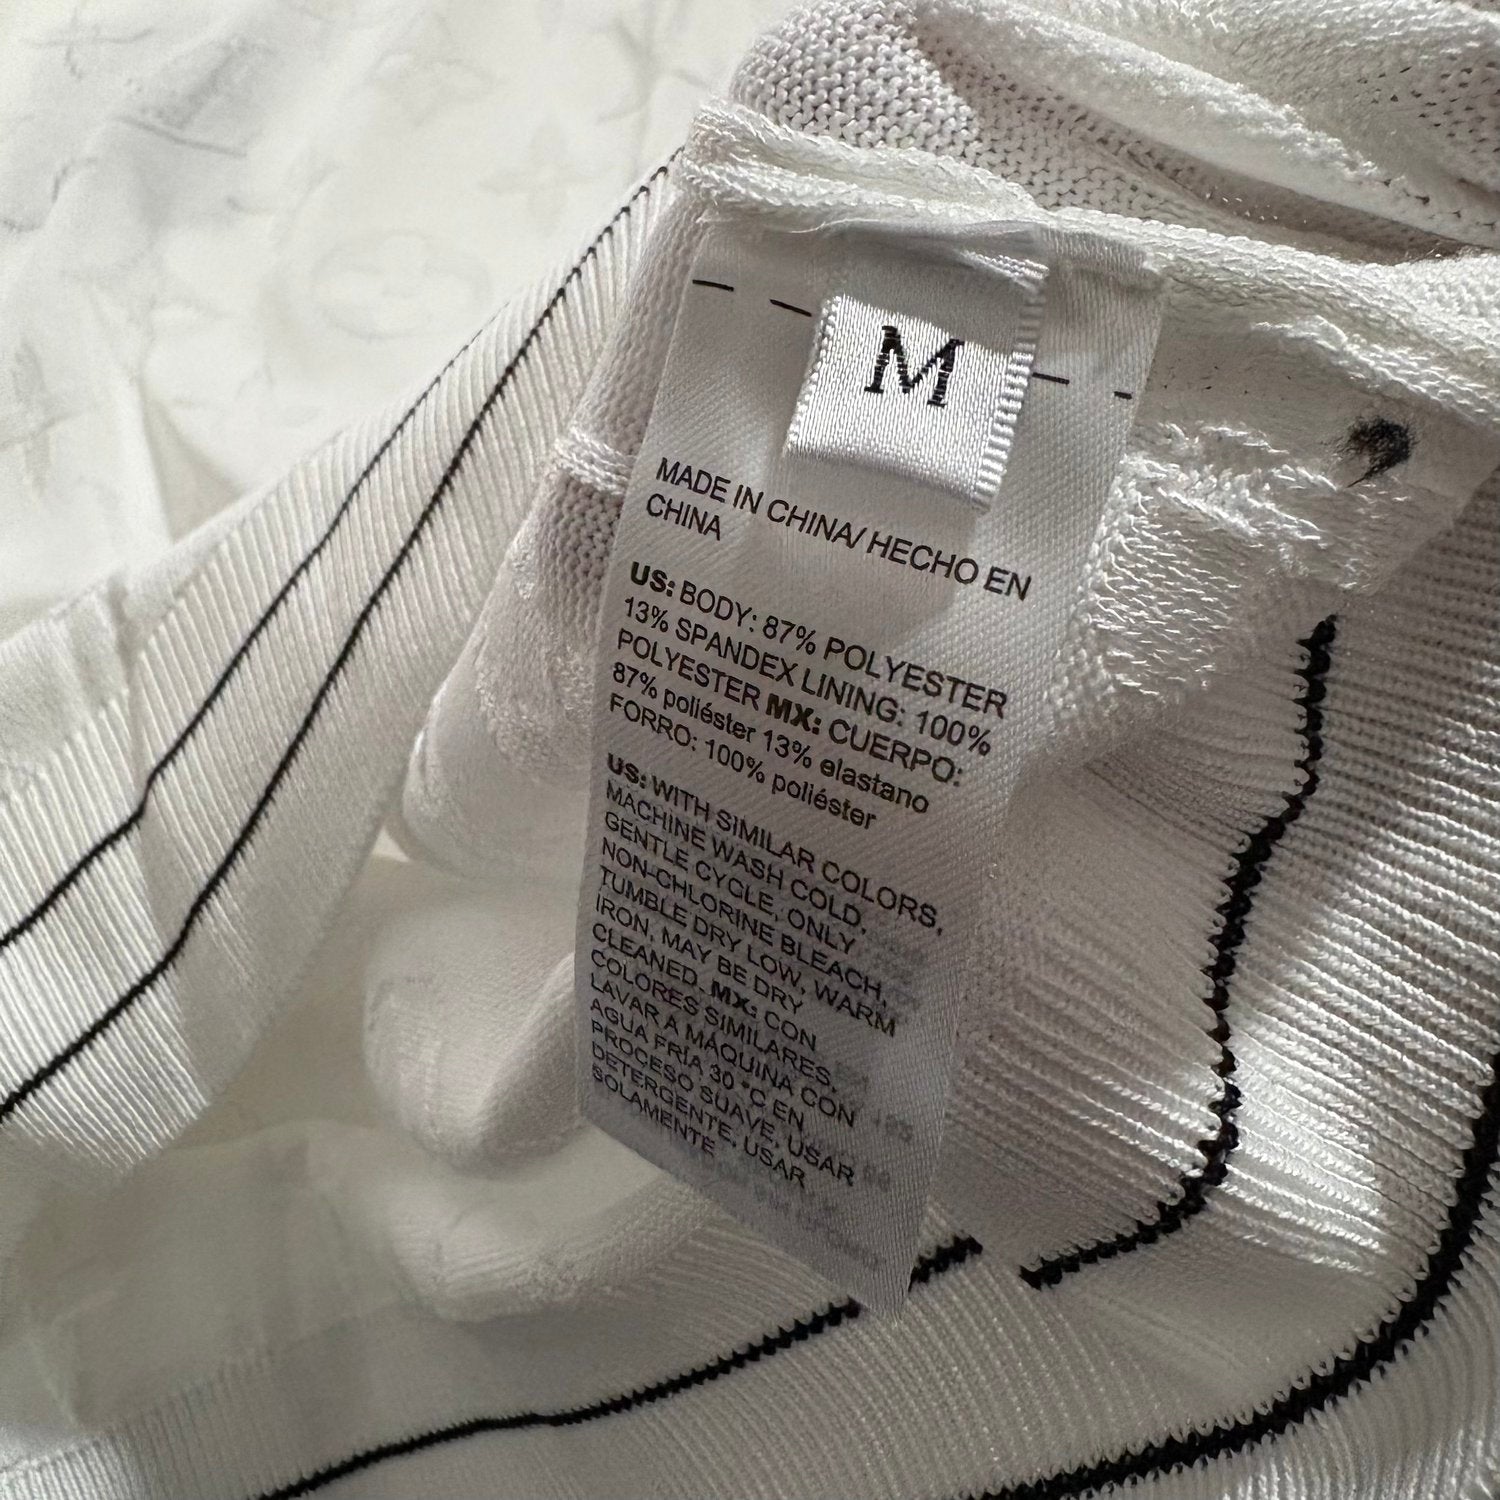 M
MADE IN CHINA/ HECHO EN
CHINA
US: BODY: 87% POLYESTER
13% SPANDEX LINING: 100%
POLYESTER MX: CUERPO:
87% poliéster 13% elastano
FORRO: 100% poliéster
US: WITH SIMILAR COLORS,
MACHINE WASH COLD,
GENTLE CYCLE, ONLY
NON-CHLORINE BLEACH,
TUMBLE DRY LOW, WARM
IRON, MAY BE DRY
CLEANED. MX: CON
COLORES SIMILARES,
LAVAR A MÁQUINA CON
AGUA FRÍA 30 °C EN
PROCESO SUAVE, USAR
DETERGENTE, USAR
SOLAMENTE